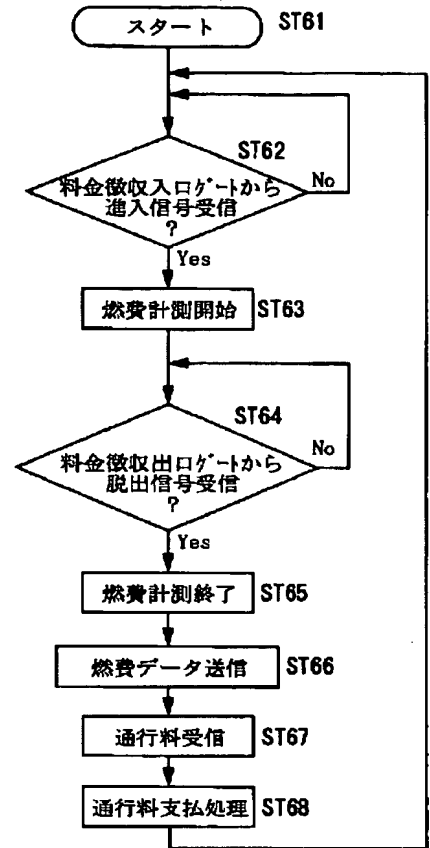 スタート
ST61
ST62
料金徴収入口ゲートから
進入信号受信
?
No
Yes
燃費計測開始
ST63
ST64
料金徴収出口ゲートから
脱出信号受信
?
No
Yes
燃費計測終了
ST65
燃費データ送信
ST66
通行料受信
ST67
通行料支払処理
ST68